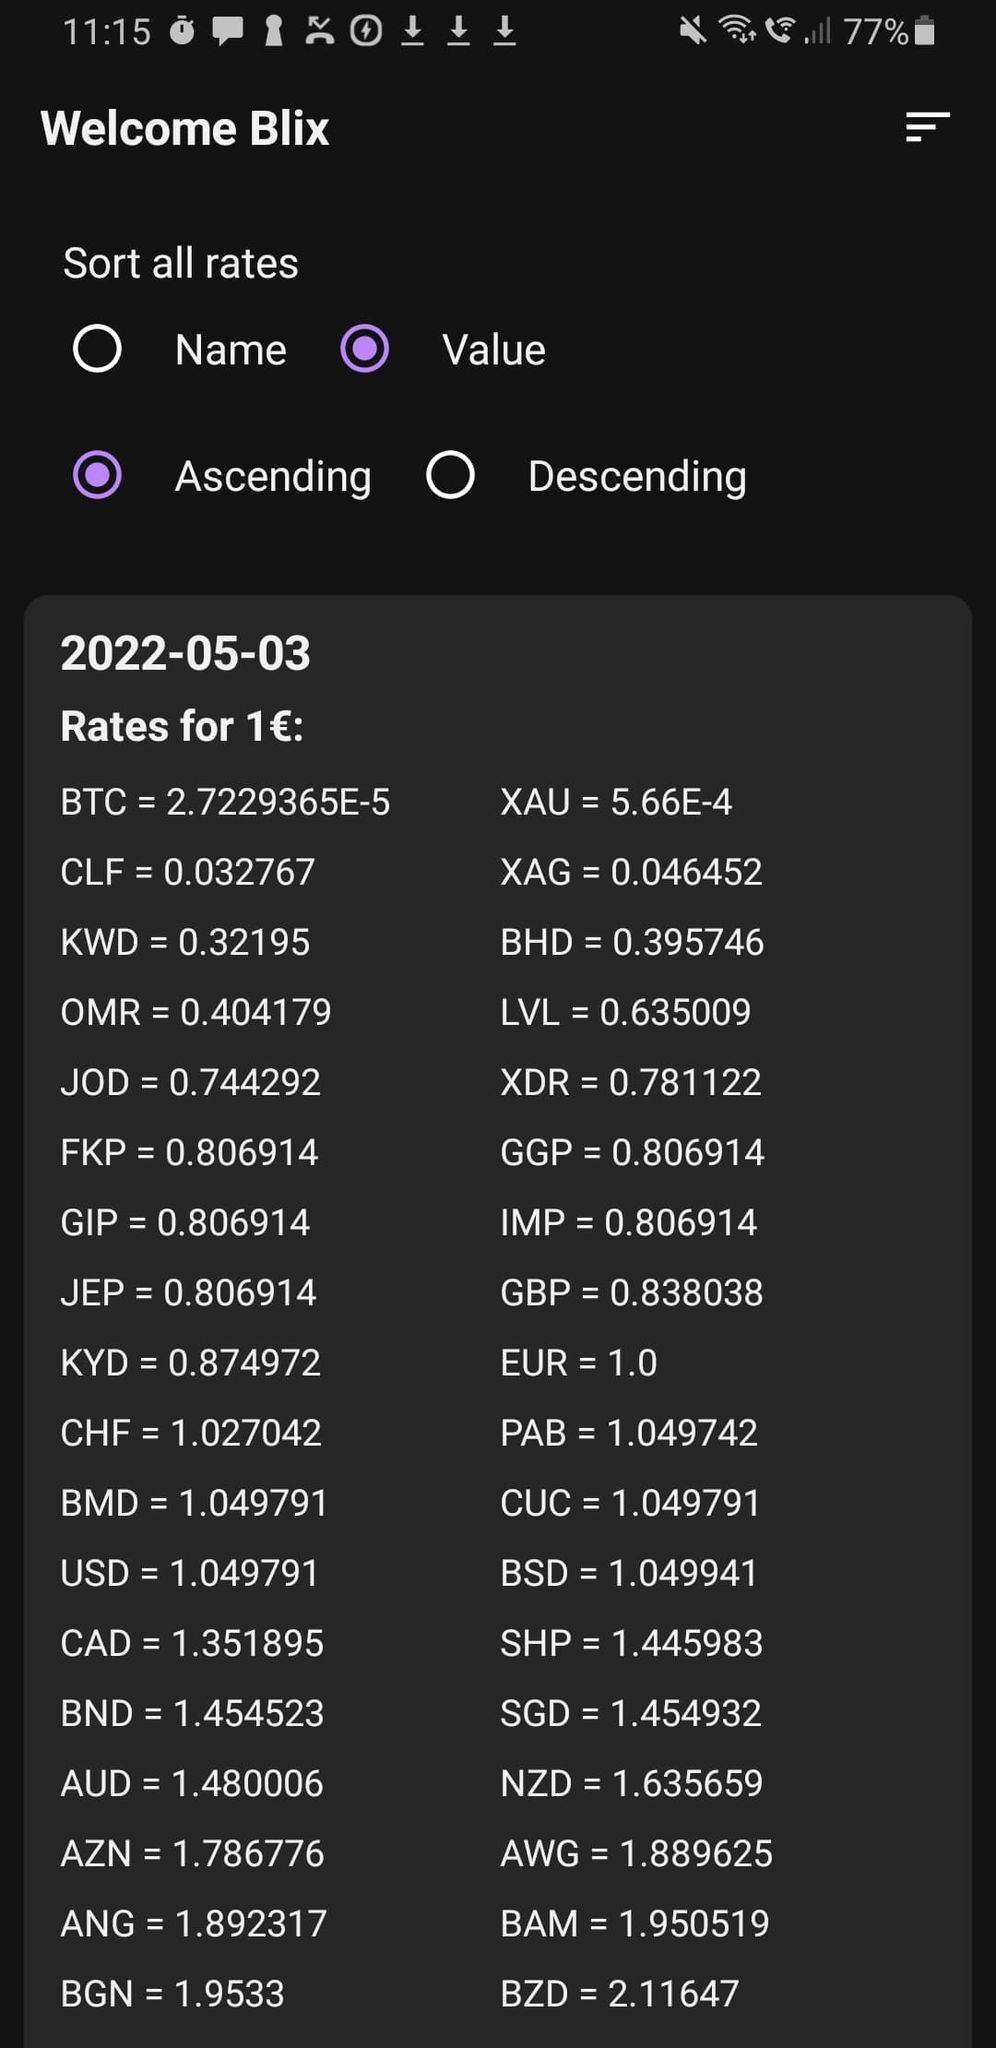 11:15 77%
Welcome Blix
Sort all rates
Name Value
Ascending Descending
2022-05-03
Rates for 1€:
BTC = 2.7229365E-5 XAU = 5.66E-4
CLF = 0.032767 XAG = 0.046452
KWD = 0.32195 BHD = 0.395746
OMR = 0.404179 LVL = 0.635009
JOD = 0.744292 XDR = 0.781122
FKP = 0.806914 GGP = 0.806914
GIP = 0.806914 IMP = 0.806914
JEP = 0.806914 GBP = 0.838038
KYD = 0.874972 EUR = 1.0
CHF = 1.027042 PAB = 1.049742
BMD = 1.049791 CUC = 1.049791
USD = 1.049791 BSD = 1.049941
CAD = 1.351895 SHP = 1.445983
BND = 1.454523 SGD = 1.454932
AUD = 1.480006 NZD = 1.635659
AZN = 1.786776 AWG = 1.889625
ANG = 1.892317 BAM = 1.950519
BGN = 1.9533 BZD = 2.11647